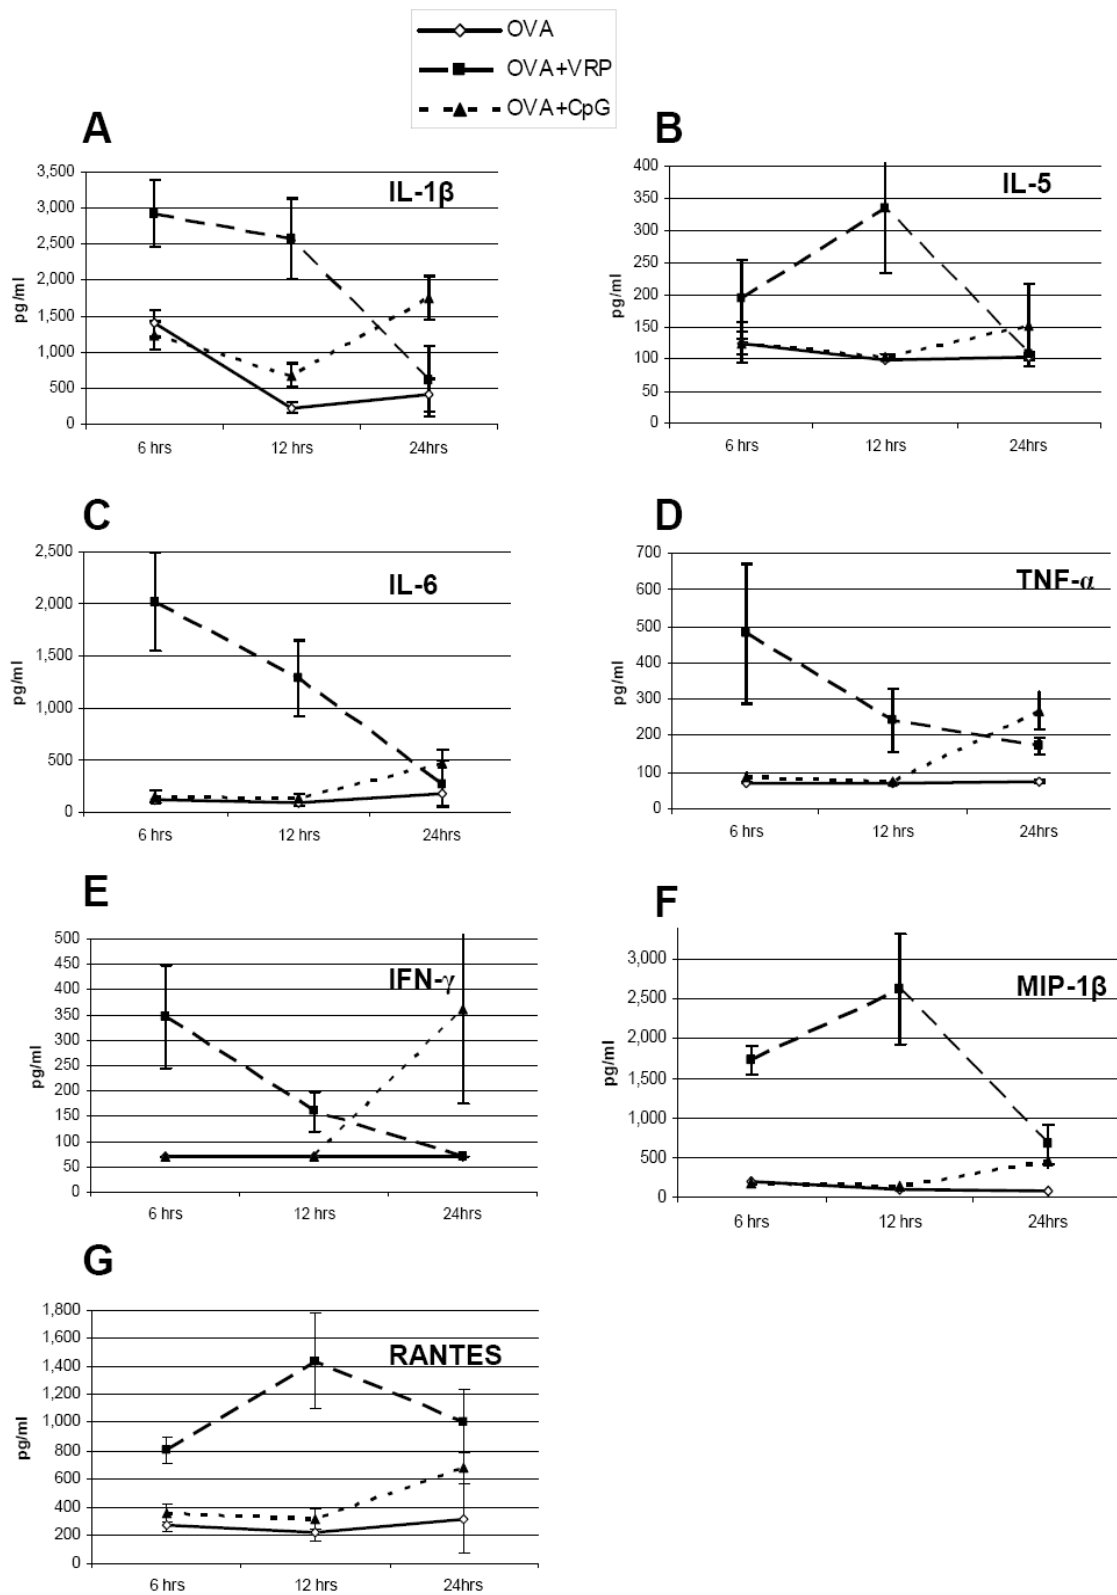 OVA
OVA+VRP
OVA+CpG
A
IL-1β
3,500
3,000
2,500
2,000
1,500
1,000
500
0
pg/ml
6 hrs
12 hrs
24hrs
B
IL-5
400
350
300
250
200
150
100
50
0
pg/ml
6 hrs
12 hrs
24hrs
C
IL-6
2,500
2,000
1,500
1,000
500
0
pg/ml
6 hrs
12 hrs
24hrs
D
TNF-α
700
600
500
400
300
200
100
0
pg/ml
6 hrs
12 hrs
24hrs
E
IFN-γ
500
450
400
350
300
250
200
150
100
50
0
pg/ml
6 hrs
12 hrs
24hrs
F
MIP-1β
3,000
2,500
2,000
1,500
1,000
500
0
pg/ml
6 hrs
12 hrs
24hrs
G
RANTES
1,800
1,600
1,400
1,200
1,000
800
600
400
200
0
pg/ml
6 hrs
12 hrs
24hrs